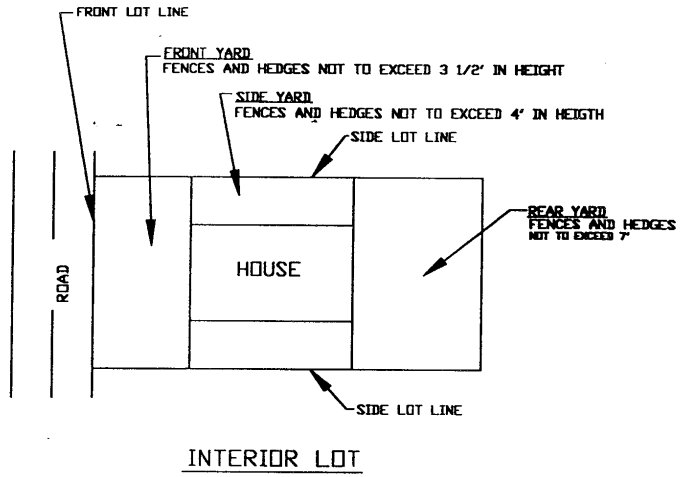 FRONT LOT LINE
FRONT YARD
FENCES AND HEDGES NOT TO EXCEED 3 1/2' IN HEIGHT
SIDE YARD
FENCES AND HEDGES NOT TO EXCEED 4' IN HEIGTH
SIDE LOT LINE
REAR YARD
FENCES AND HEDGES
NOT TO EXCEED 7'
HOUSE
ROAD
SIDE LOT LINE
INTERIOR LOT